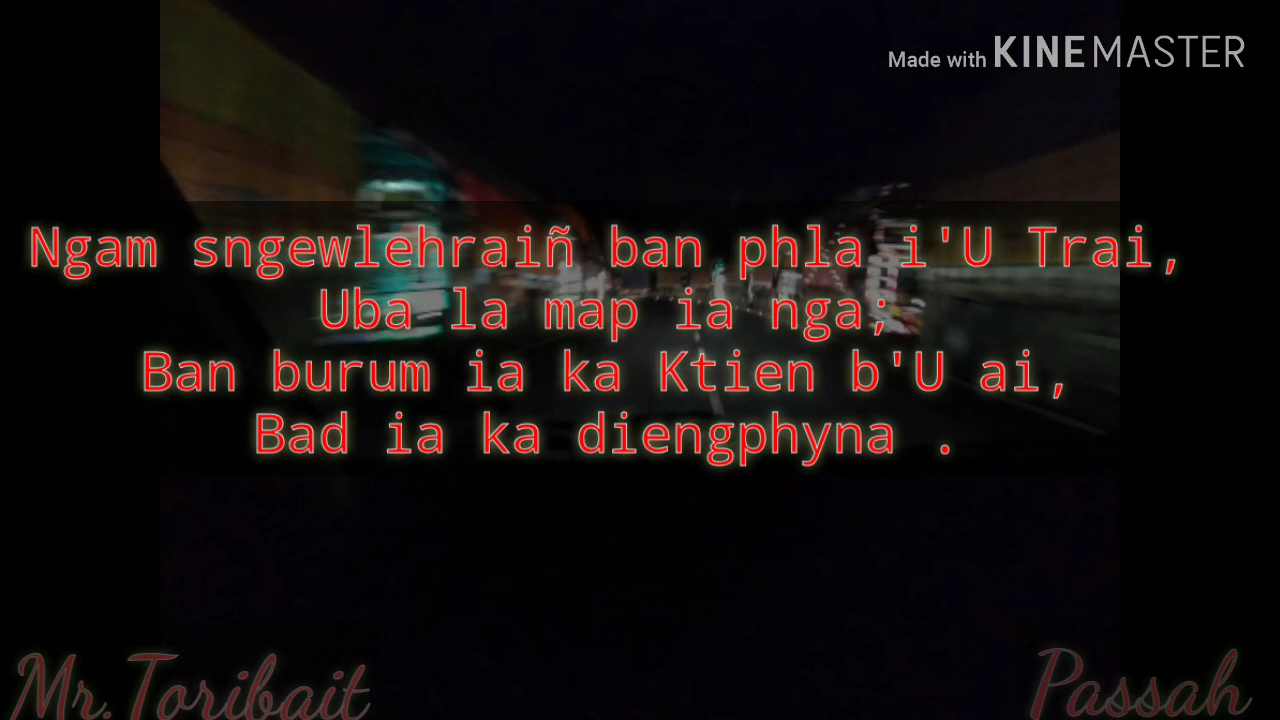 Made with KINEMASTER
Ngam sngewlehraiñ ban phla i'U Trai,
Uba la map ia nga;
Ban burum ia ka Ktien b'U ai,
Bad ia ka diengphyna .
Mr.Toribait
Passah